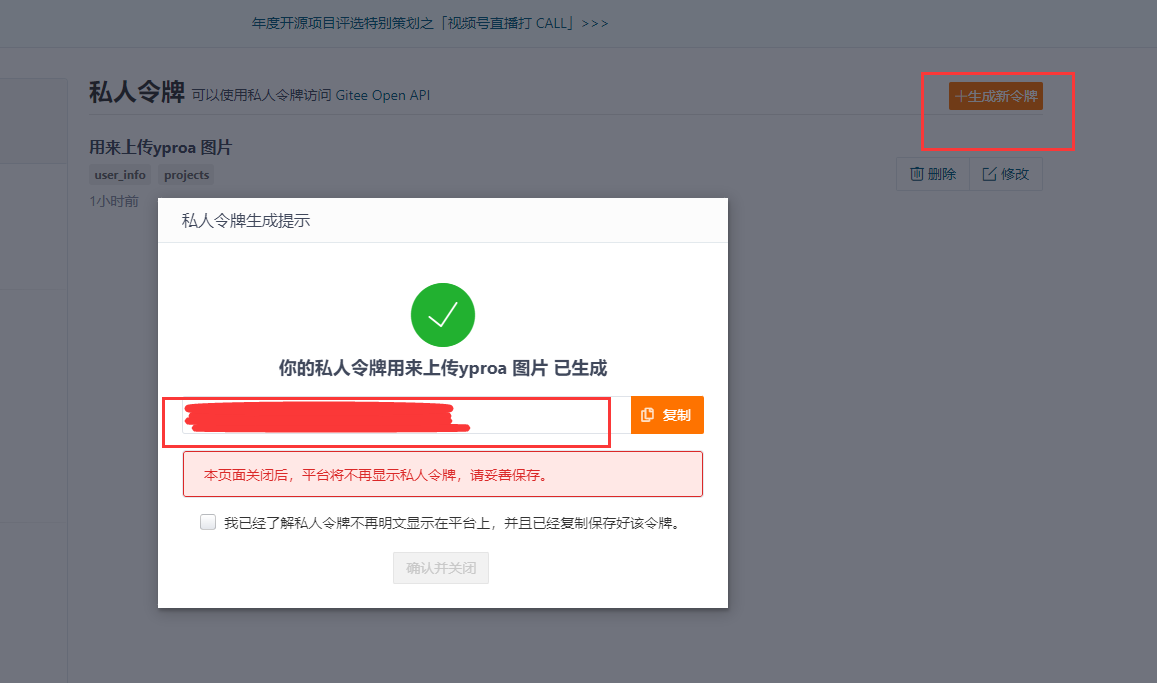 年度开源项目评选特别策划之「视频号直播打 CALL」>>>
私人令牌 可以使用私人令牌访问 Gitee Open API
+生成新令牌
用来上传yproa 图片
user_info projects
删除 修改
1小时前
私人令牌生成提示
你的私人令牌用来上传yproa 图片 已生成
复制
本页面关闭后，平台将不再显示私人令牌，请妥善保存。
我已经了解私人令牌不再明文显示在平台上，并且已经复制保存好该令牌。
确认并关闭